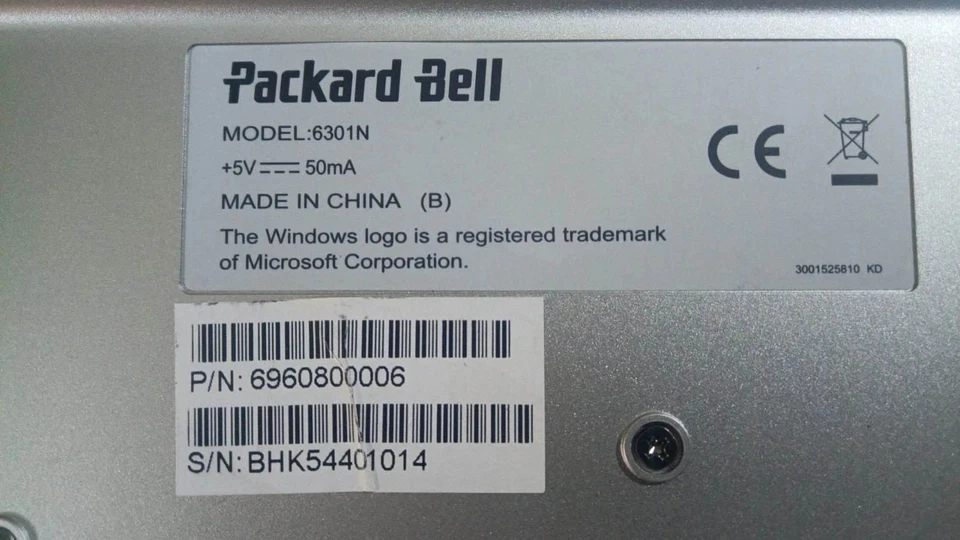 Packard Bell
MODEL:6301N
+5V⎓ 50mA
MADE IN CHINA (B)
The Windows logo is a registered trademark
of Microsoft Corporation.
CE
3001525810 KD
P/N: 6960800006
S/N: BHK54401014